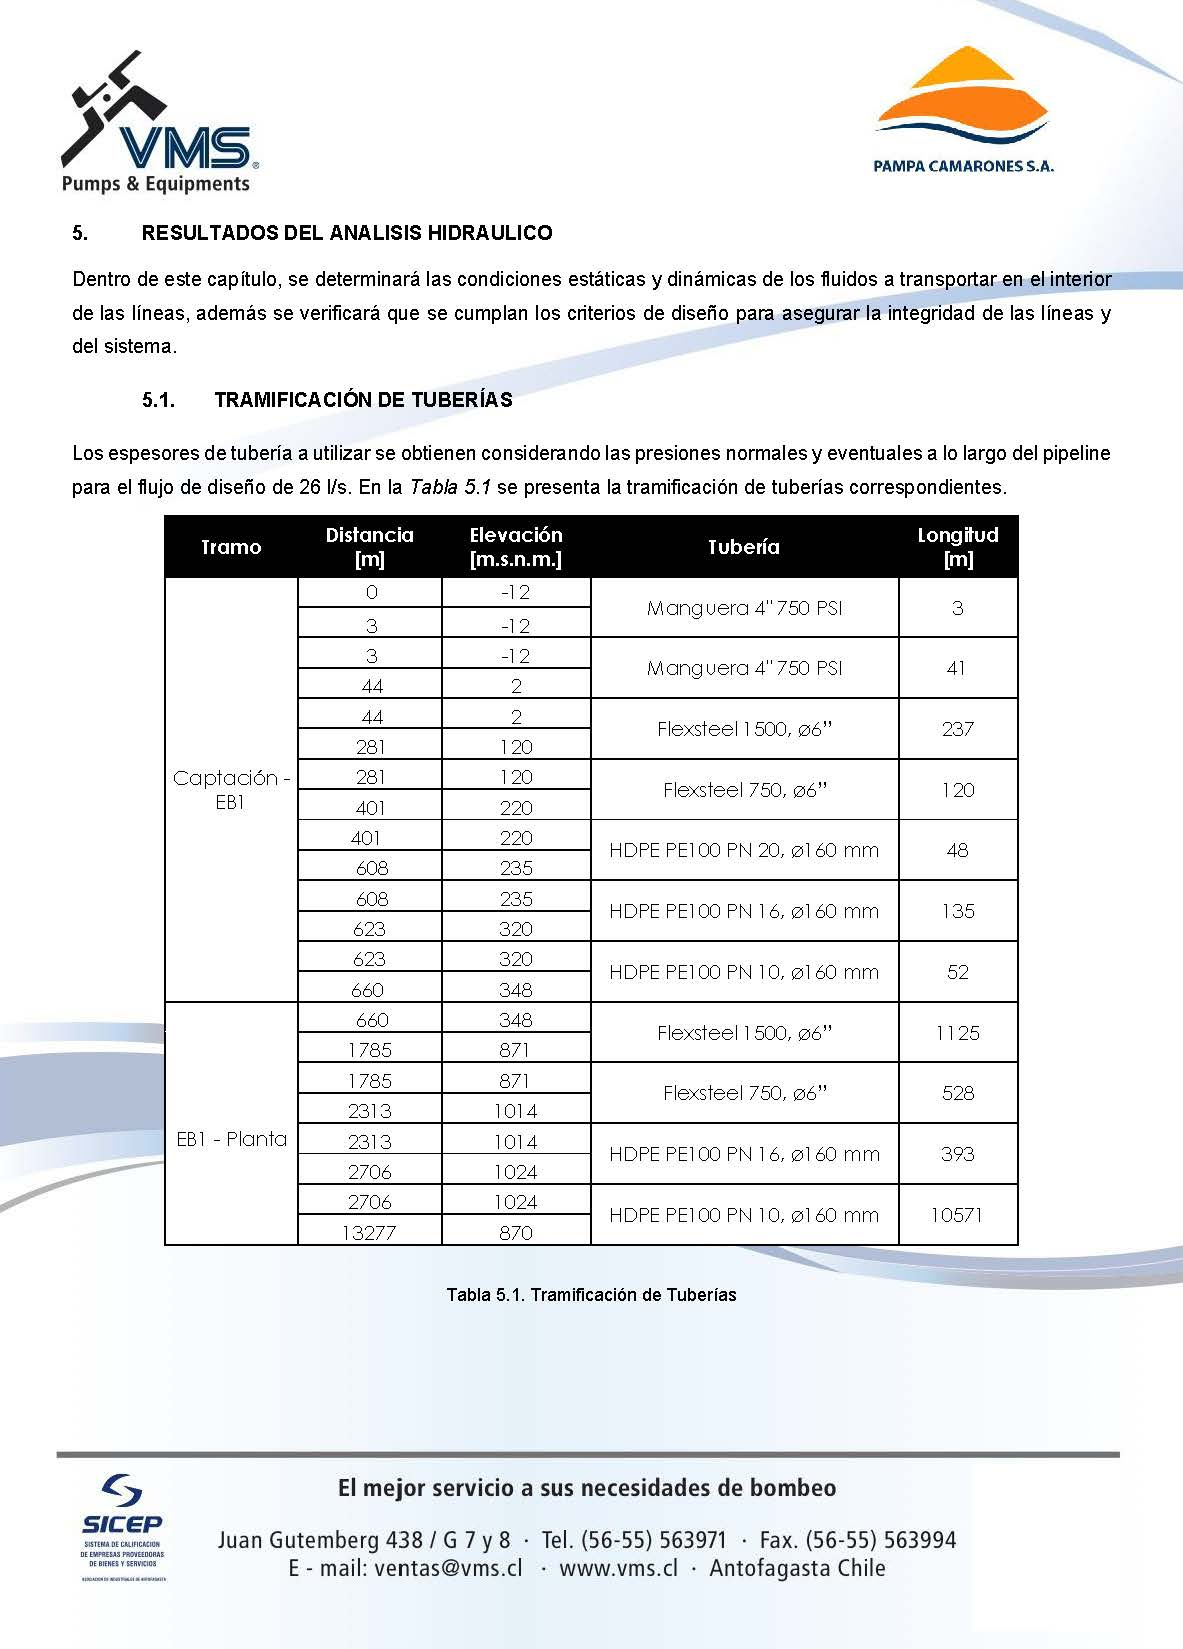 VMS®
Pumps & Equipments
PAMPA CAMARONES S.A.
5. RESULTADOS DEL ANALISIS HIDRAULICO
Dentro de este capítulo, se determinará las condiciones estáticas y dinámicas de los fluidos a transportar en el interior
de las líneas, además se verificará que se cumplan los criterios de diseño para asegurar la integridad de las líneas y
del sistema.
5.1. TRAMIFICACIÓN DE TUBERÍAS
Los espesores de tubería a utilizar se obtienen considerando las presiones normales y eventuales a lo largo del pipeline
para el flujo de diseño de 26 l/s. En la Tabla 5.1 se presenta la tramificación de tuberías correspondientes.
Tramo Distancia [m] Elevación [m.s.n.m.] Tubería Longitud [m]
Captación - EB1
0 -12 Manguera 4" 750 PSI 3
3 -12
3 -12 Manguera 4" 750 PSI 41
44 2
44 2 Flexsteel 1500, ø6” 237
281 120
281 120 Flexsteel 750, ø6” 120
401 220
401 220 HDPE PE100 PN 20, ø160 mm 48
608 235
608 235 HDPE PE100 PN 16, ø160 mm 135
623 320
623 320 HDPE PE100 PN 10, ø160 mm 52
660 348
EB1 - Planta
660 348 Flexsteel 1500, ø6” 1125
1785 871
1785 871 Flexsteel 750, ø6” 528
2313 1014
2313 1014 HDPE PE100 PN 16, ø160 mm 393
2706 1024
2706 1024 HDPE PE100 PN 10, ø160 mm 10571
13277 870
Tabla 5.1. Tramificación de Tuberías
El mejor servicio a sus necesidades de bombeo
SICEP
SISTEMA DE CALIFICACION
DE EMPRESAS PROVEEDORAS
DE BIENES Y SERVICIOS
ASOCIACION DE INDUSTRIALES DE ANTOFAGASTA
Juan Gutemberg 438 / G 7 y 8 · Tel. (56-55) 563971 · Fax. (56-55) 563994
E - mail: ventas@vms.cl · www.vms.cl · Antofagasta Chile